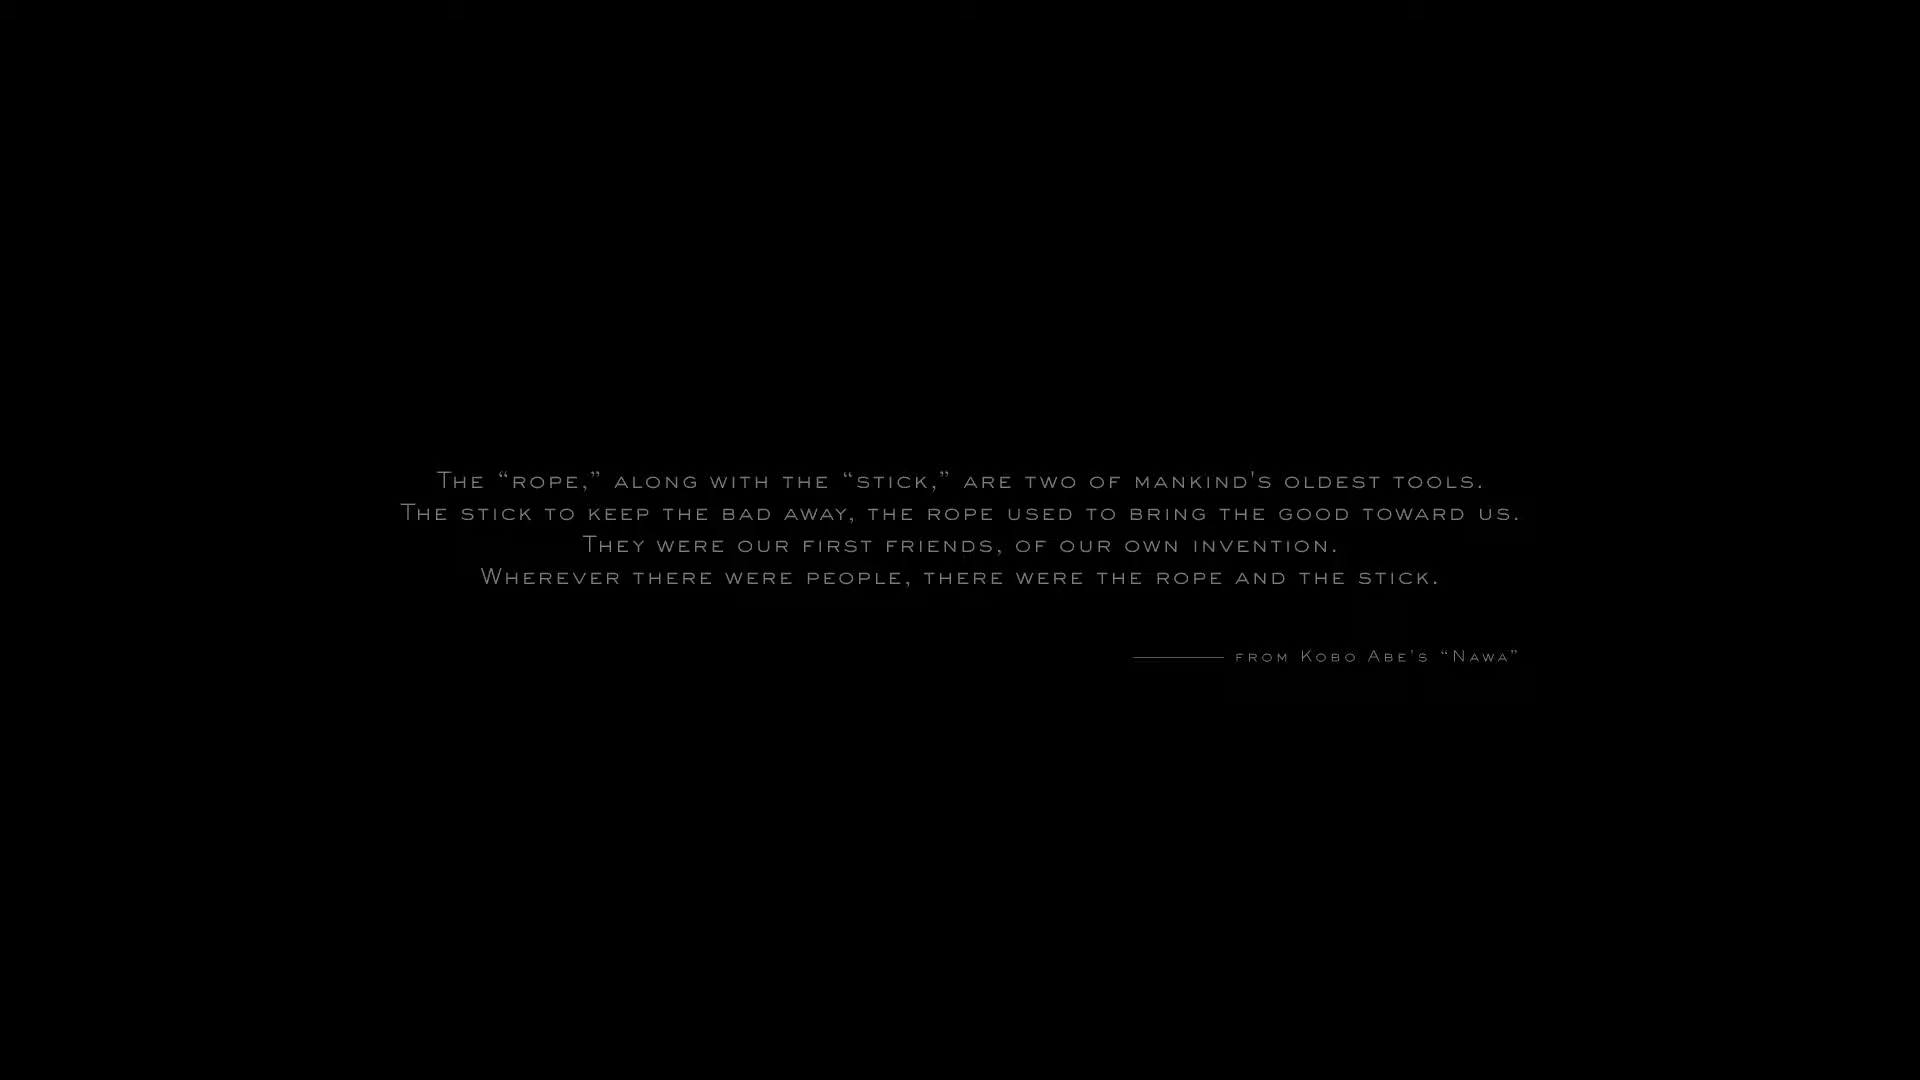 The “rope,” along with the “stick,” are two of mankind's oldest tools.
The stick to keep the bad away, the rope used to bring the good toward us.
They were our first friends, of our own invention.
Wherever there were people, there were the rope and the stick.
from Kobo Abe's “Nawa”